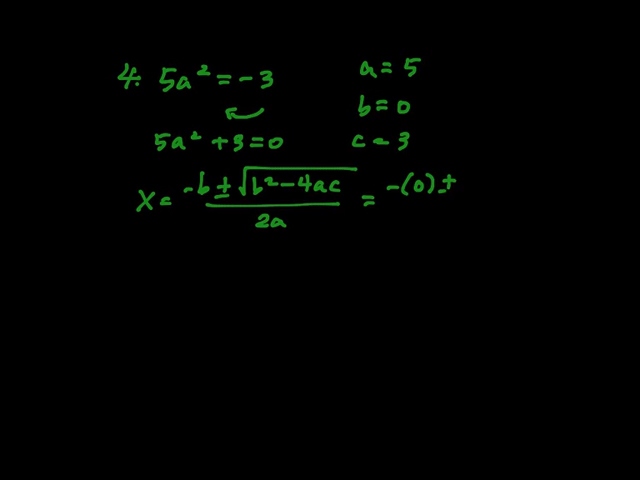 4. 5a² = -3
a = 5
b = 0
5a² + 3 = 0
c = 3
x = (-b ± √(b² - 4ac)) / 2a = -(0) ±